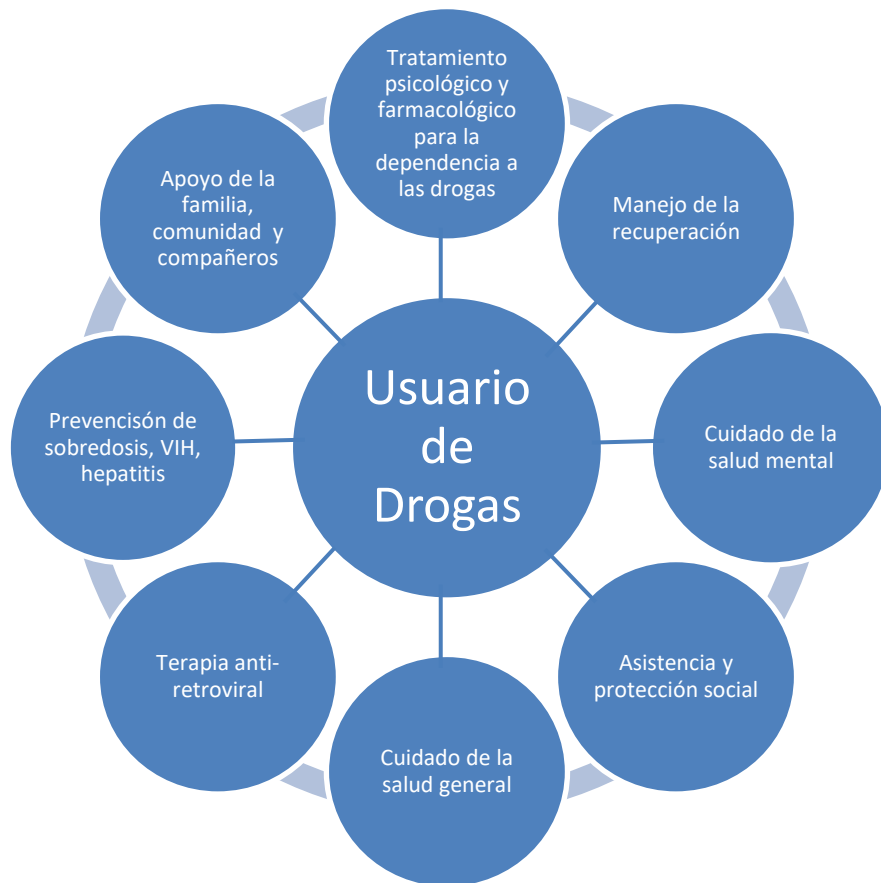 Tratamiento
psicológico y
farmacológico
para la
dependencia a
las drogas
Manejo de la
recuperación
Cuidado de la
salud mental
Asistencia y
protección social
Cuidado de la
salud general
Terapia anti-
retroviral
Prevencisón de
sobredosis, VIH,
hepatitis
Apoyo de la
familia,
comunidad y
compañeros
Usuario
de
Drogas